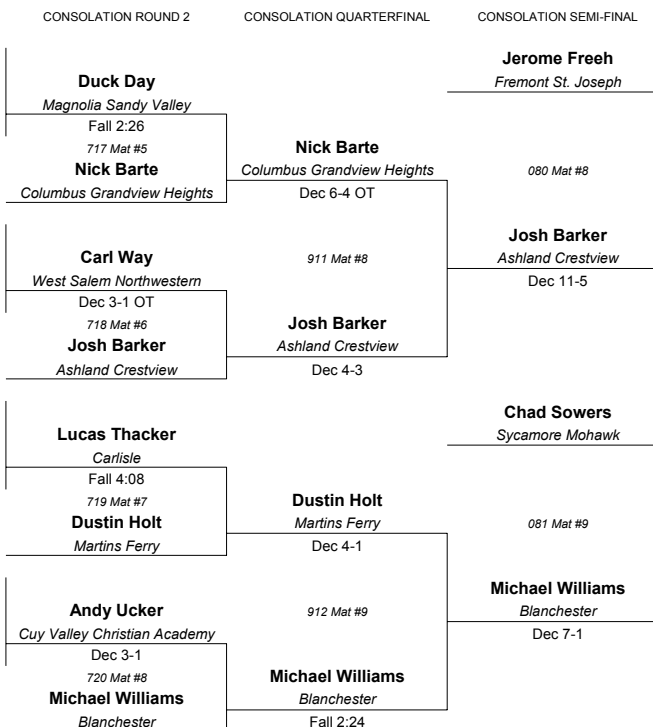 CONSOLATION ROUND 2
CONSOLATION QUARTERFINAL
CONSOLATION SEMI-FINAL
Duck Day
Magnolia Sandy Valley
Fall 2:26
717 Mat #5
Nick Barte
Columbus Grandview Heights
Carl Way
West Salem Northwestern
Dec 3-1 OT
718 Mat #6
Josh Barker
Ashland Crestview
Lucas Thacker
Carlisle
Fall 4:08
719 Mat #7
Dustin Holt
Martins Ferry
Andy Ucker
Cuy Valley Christian Academy
Dec 3-1
720 Mat #8
Michael Williams
Blanchester
Nick Barte
Columbus Grandview Heights
Dec 6-4 OT
911 Mat #8
Josh Barker
Ashland Crestview
Dec 4-3
Dustin Holt
Martins Ferry
Dec 4-1
912 Mat #9
Michael Williams
Blanchester
Fall 2:24
Jerome Freeh
Fremont St. Joseph
080 Mat #8
Josh Barker
Ashland Crestview
Dec 11-5
Chad Sowers
Sycamore Mohawk
081 Mat #9
Michael Williams
Blanchester
Dec 7-1